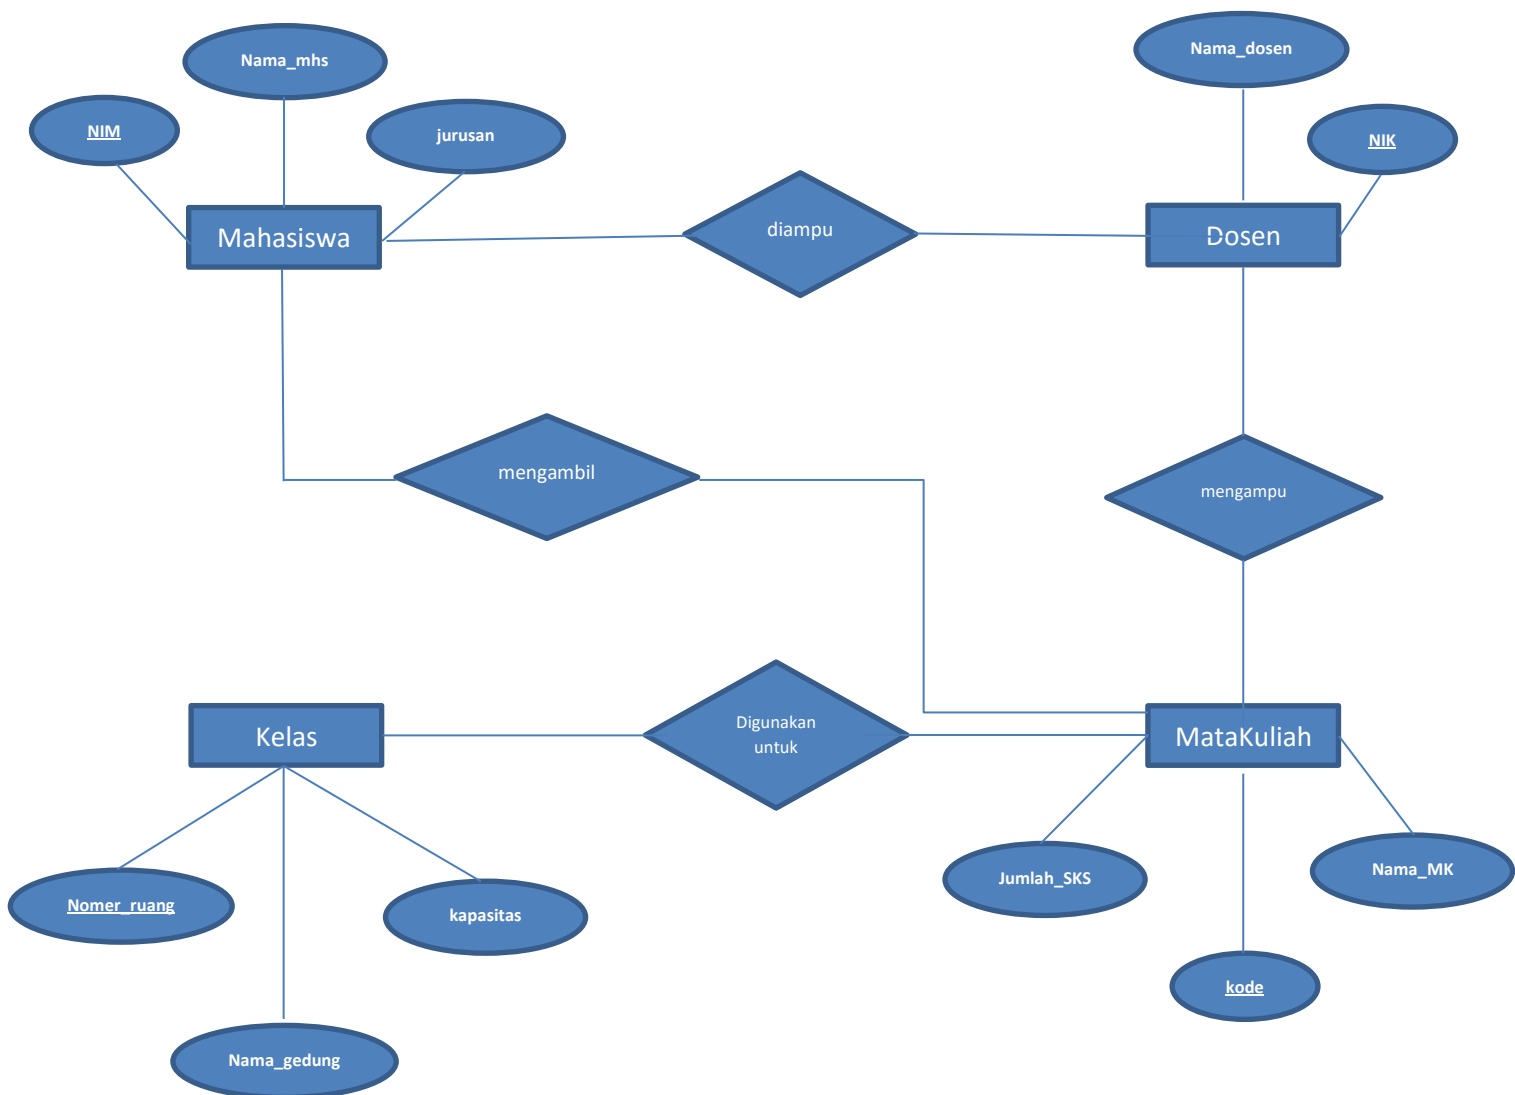 Nama_mhs
Nama_dosen
NIM
jurusan
NIK
Mahasiswa
diampu
Dosen
mengambil
mengampu
Kelas
Digunakan
untuk
MataKuliah
Jumlah_SKS
Nama_MK
Nomer_ruang
kapasitas
kode
Nama_gedung